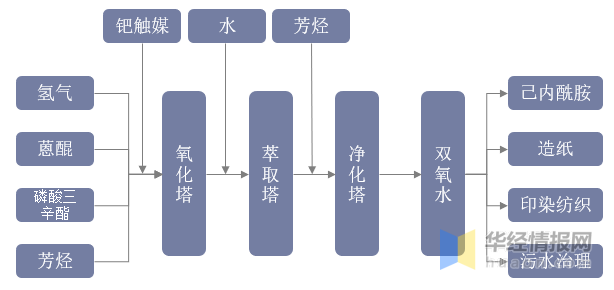 钯触媒
水
芳烃
氢气
蒽醌
磷酸三
辛酯
芳烃
氧化塔
萃取塔
净化塔
双氧水
己内酰胺
造纸
印染纺织
污水治理
华经情报网